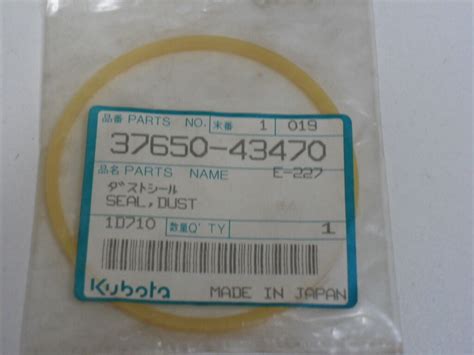 品番 PARTS NO. 末番 1 019
37650-43470
品名 PARTS NAME E-227
ダストシール
SEAL,DUST
1D710 数量Q'TY 1
Kubota MADE IN JAPAN